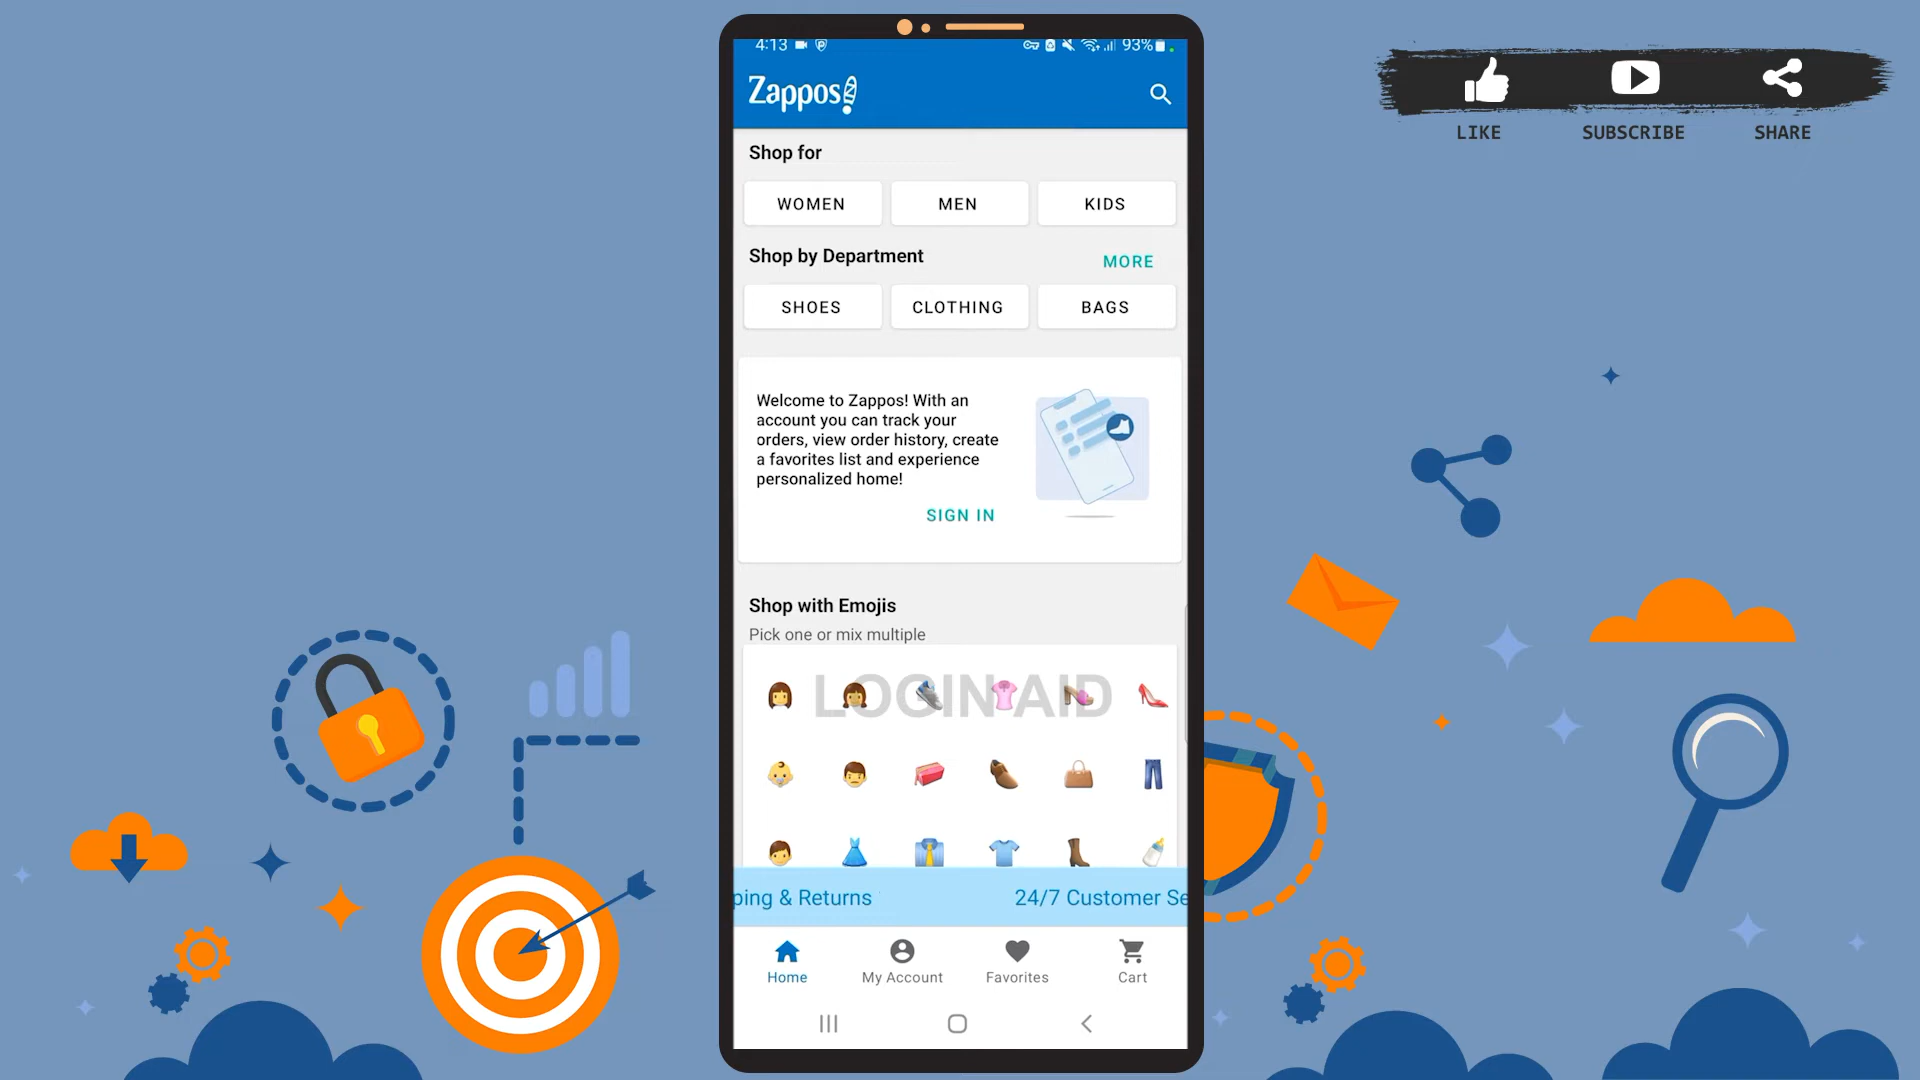 4:13
93%
Zappos
LIKE
SUBSCRIBE
SHARE
Shop for
WOMEN
MEN
KIDS
Shop by Department
MORE
SHOES
CLOTHING
BAGS
Welcome to Zappos! With an
account you can track your
orders, view order history, create
a favorites list and experience
personalized home!
SIGN IN
Shop with Emojis
Pick one or mix multiple
LOGIN AID
ping & Returns
24/7 Customer Se
Home
My Account
Favorites
Cart